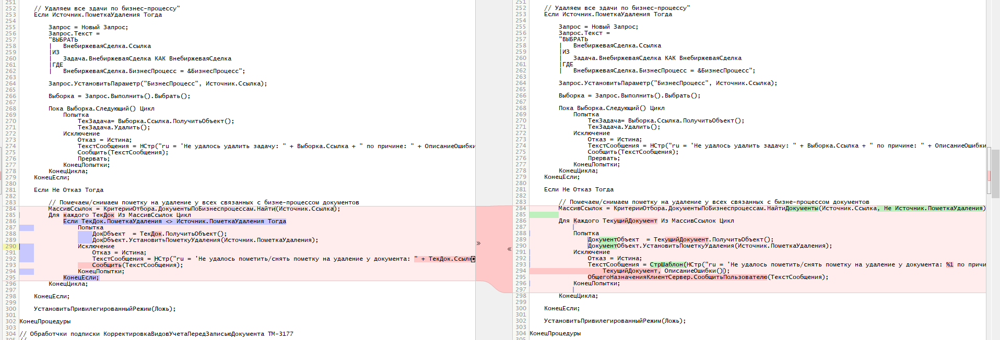 251
252 // Удаляем все здачи по бизнес-процессу"
253 Если Источник.ПометкаУдаления Тогда
254
255 Запрос = Новый Запрос;
256 Запрос.Текст =
257 "ВЫБРАТЬ
258 | ВнебиржеваяСделка.Ссылка
259 |ИЗ
260 | Задача.ВнебиржеваяСделка КАК ВнебиржеваяСделка
261 |ГДЕ
262 | ВнебиржеваяСделка.БизнесПроцесс = &БизнесПроцесс";
263
264 Запрос.УстановитьПараметр("БизнесПроцесс", Источник.Ссылка);
265
266 Выборка = Запрос.Выполнить().Выбрать();
267
268 Пока Выборка.Следующий() Цикл
269 Попытка
270 ТекЗадача= Выборка.Ссылка.ПолучитьОбъект();
271 ТекЗадача.Удалить();
272 Исключение
273 Отказ = Истина;
274 ТекстСообщения = НСтр("ru = 'Не удалось удалить задачу: " + Выборка.Ссылка + " по причине: " + ОписаниеОшибки
275 Сообщить(ТекстСообщения);
276 Прервать;
277 КонецПопытки;
278 КонецЦикла;
279 КонецЕсли;
280
281 Если Не Отказ Тогда
282
283 // Помечаем/снимаем пометку на удаление у всех связанных с бизне-процессом документов
284 МассивСсылок = КритерииОтбора.ДокументыПоБизнеспроцессам.Найти(Источник.Ссылка);
285 Для каждого ТекДок Из МассивСсылок Цикл
286 Если ТекДок.ПометкаУдаления <> Источник.ПометкаУдаления Тогда
287 Попытка
288 ДокОбъект = ТекДок.ПолучитьОбъект();
289 ДокОбъект.УстановитьПометкуУдаления(Источник.ПометкаУдаления);
290 Исключение
291 Отказ = Истина;
292 ТекстСообщения = НСтр("ru = 'Не удалось пометить/снять пометку на удаление у документа: " + ТекДок.Ссылк
293 Сообщить(ТекстСообщения);
294 КонецПопытки;
295 КонецЕсли;
296 КонецЦикла;
297
298 КонецЕсли;
299
300 УстановитьПривилегированныйРежим(Ложь);
301
302 КонецПроцедуры
303
304 // Обработчки подписки КорректировкаВидовУчетаПередЗаписьюДокумента ТМ-3177
305 //
»
«
251
252 // Удаляем все здачи по бизнес-процессу"
253 Если Источник.ПометкаУдаления Тогда
254
255 Запрос = Новый Запрос;
256 Запрос.Текст =
257 "ВЫБРАТЬ
258 | ВнебиржеваяСделка.Ссылка
259 |ИЗ
260 | Задача.ВнебиржеваяСделка КАК ВнебиржеваяСделка
261 |ГДЕ
262 | ВнебиржеваяСделка.БизнесПроцесс = &БизнесПроцесс";
263
264 Запрос.УстановитьПараметр("БизнесПроцесс", Источник.Ссылка);
265
266 Выборка = Запрос.Выполнить().Выбрать();
267
268 Пока Выборка.Следующий() Цикл
269 Попытка
270 ТекЗадача= Выборка.Ссылка.ПолучитьОбъект();
271 ТекЗадача.Удалить();
272 Исключение
273 Отказ = Истина;
274 ТекстСообщения = НСтр("ru = 'Не удалось удалить задачу: " + Выборка.Ссылка + " по причине: " + ОписаниеОшибки
275 Сообщить(ТекстСообщения);
276 Прервать;
277 КонецПопытки;
278 КонецЦикла;
279 КонецЕсли;
280
281 Если Не Отказ Тогда
282
283 // Помечаем/снимаем пометку на удаление у всех связанных с бизне-процессом документов
284 МассивСсылок = КритерииОтбора.ДокументыПоБизнеспроцессам.НайтиДокументы(Источник.Ссылка, Не Источник.ПометкаУдаления)
285
286 Для Каждого ТекущийДокумент Из МассивСсылок Цикл
287
288 Попытка
289 ДокументОбъект = ТекущийДокумент.ПолучитьОбъект();
290 ДокументОбъект.УстановитьПометкуУдаления(Источник.ПометкаУдаления);
291 Исключение
292 Отказ = Истина;
293 ТекстСообщения = СтрШаблон(НСтр("ru = 'Не удалось пометить/снять пометку на удаление у документа: %1 по причи
294 ТекущийДокумент, ОписаниеОшибки());
295 ОбщегоНазначенияКлиентСервер.СообщитьПользователю(ТекстСообщения);
296 КонецПопытки;
297
298 КонецЦикла;
299
300 КонецЕсли;
301
302 УстановитьПривилегированныйРежим(Ложь);
303
304 КонецПроцедуры
305